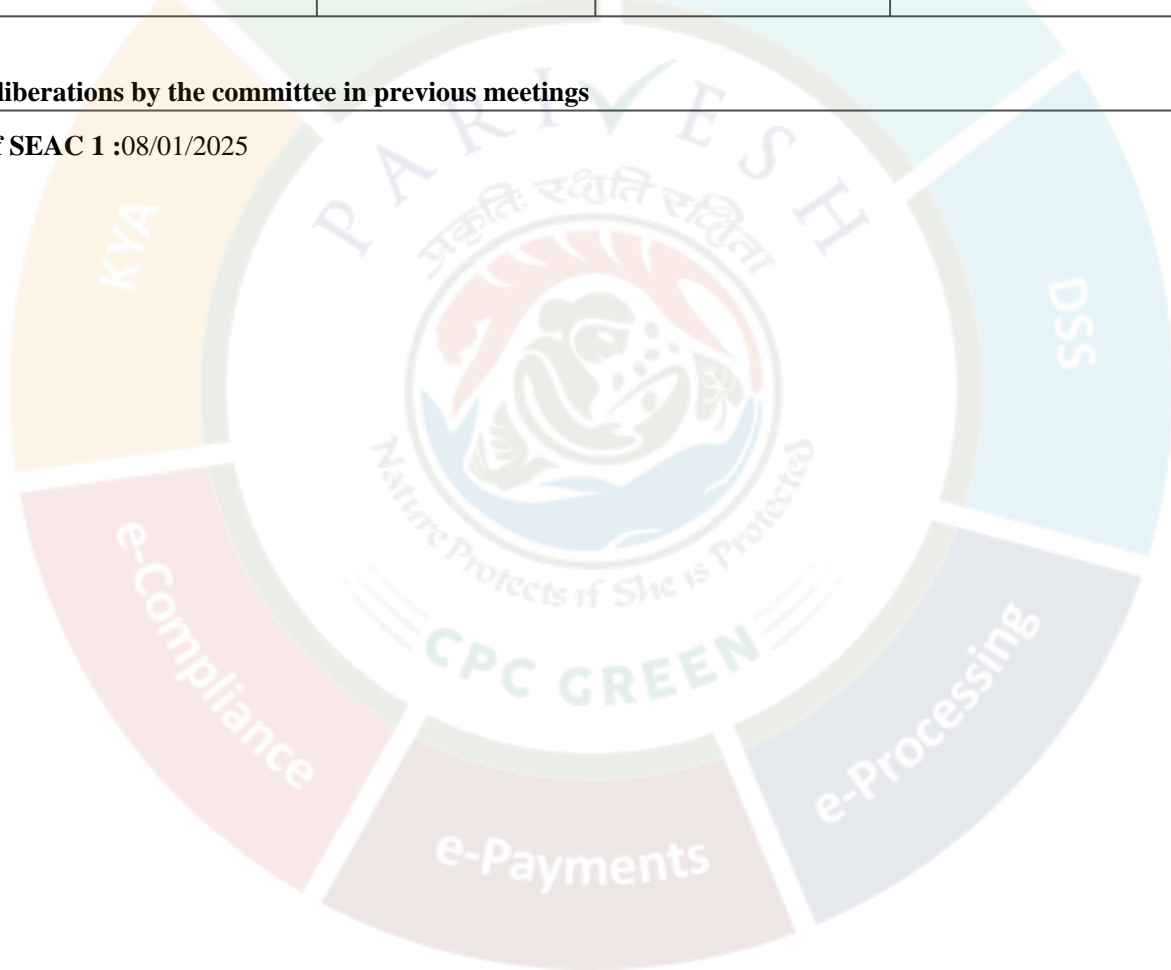 liberations by the committee in previous meetings
f SEAC 1 :08/01/2025
PARIVESH
प्रकृतिः रक्षति रक्षिता
KYA
DSS
Nature Protects if She is Protected
e-Compliance
CPC GREEN
e-Processing
e-Payments